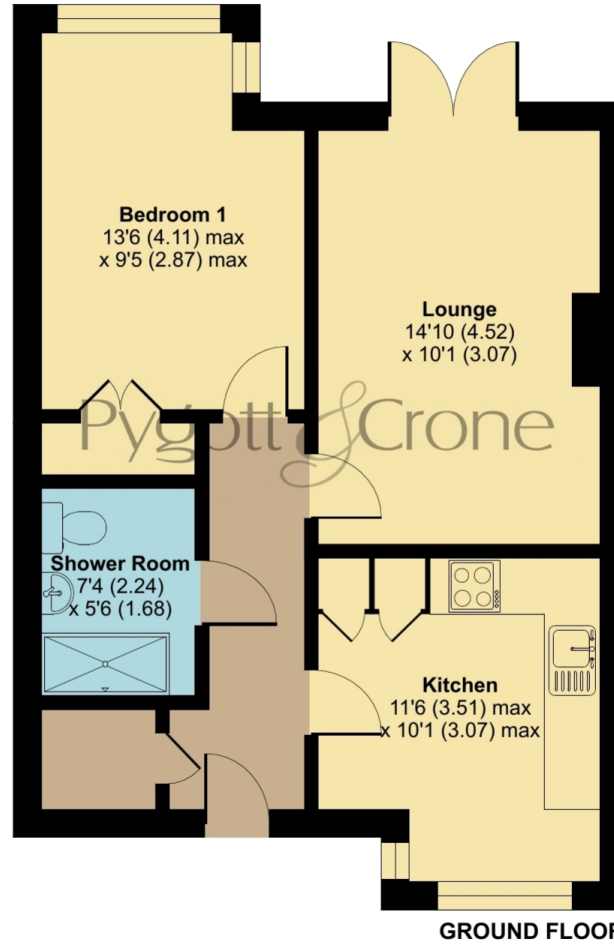 Bedroom 1
13'6 (4.11) max
x 9'5 (2.87) max
Lounge
14'10 (4.52)
x 10'1 (3.07)
Pygott & Crone
Shower Room
7'4 (2.24)
x 5'6 (1.68)
Kitchen
11'6 (3.51) max
x 10'1 (3.07) max
GROUND FLOOR